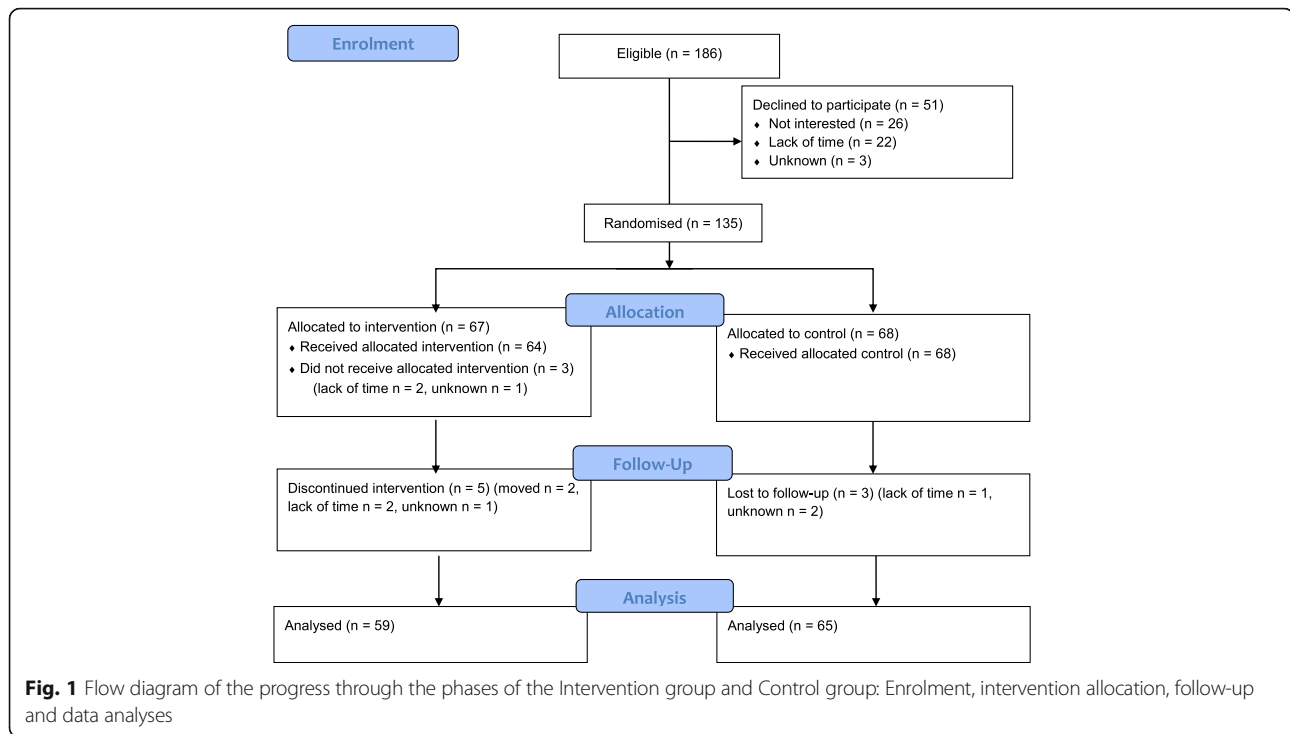 Enrolment
Eligible (n = 186)
Declined to participate (n = 51)
♦ Not interested (n = 26)
♦ Lack of time (n = 22)
♦ Unknown (n = 3)
Randomised (n = 135)
Allocation
Allocated to intervention (n = 67)
♦ Received allocated intervention (n = 64)
♦ Did not receive allocated intervention (n = 3)
(lack of time n = 2, unknown n = 1)
Allocated to control (n = 68)
♦ Received allocated control (n = 68)
Follow-Up
Discontinued intervention (n = 5) (moved n = 2,
lack of time n = 2, unknown n = 1)
Lost to follow-up (n = 3) (lack of time n = 1,
unknown n = 2)
Analysis
Analysed (n = 59)
Analysed (n = 65)
Fig. 1 Flow diagram of the progress through the phases of the Intervention group and Control group: Enrolment, intervention allocation, follow-up
and data analyses